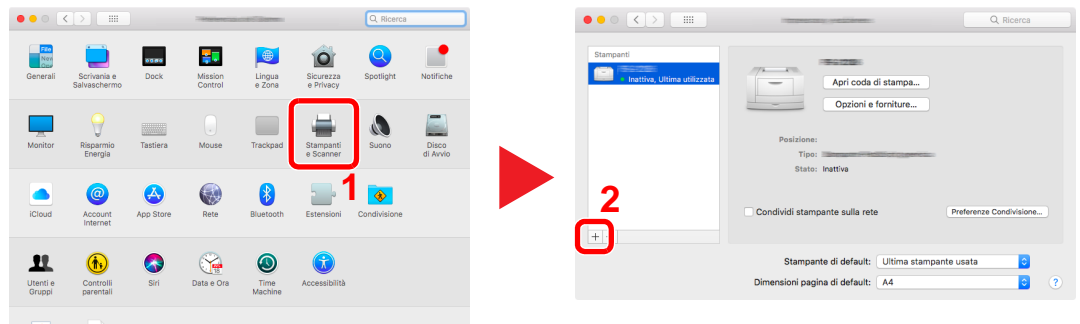 Ricerca
Generali
Scrivania e
Salvaschermo
Dock
Mission
Control
Lingua
e Zona
Sicurezza
e Privacy
Spotlight
Notifiche
Monitor
Risparmio
Energia
Tastiera
Mouse
Trackpad
Stampanti
e Scanner
Suono
Disco
di Avvio
1
iCloud
Account
Internet
App Store
Rete
Bluetooth
Estensioni
Condivisione
Utenti e
Gruppi
Controlli
parentali
Siri
Data e Ora
Time
Machine
Accessibilità
Ricerca
Stampanti
Inattiva, Ultima utilizzata
Apri coda di stampa...
Opzioni e forniture...
Posizione:
Tipo:
Stato: Inattiva
2
+
Condividi stampante sulla rete
Preferenze Condivisione...
Stampante di default: Ultima stampante usata
Dimensioni pagina di default: A4
?